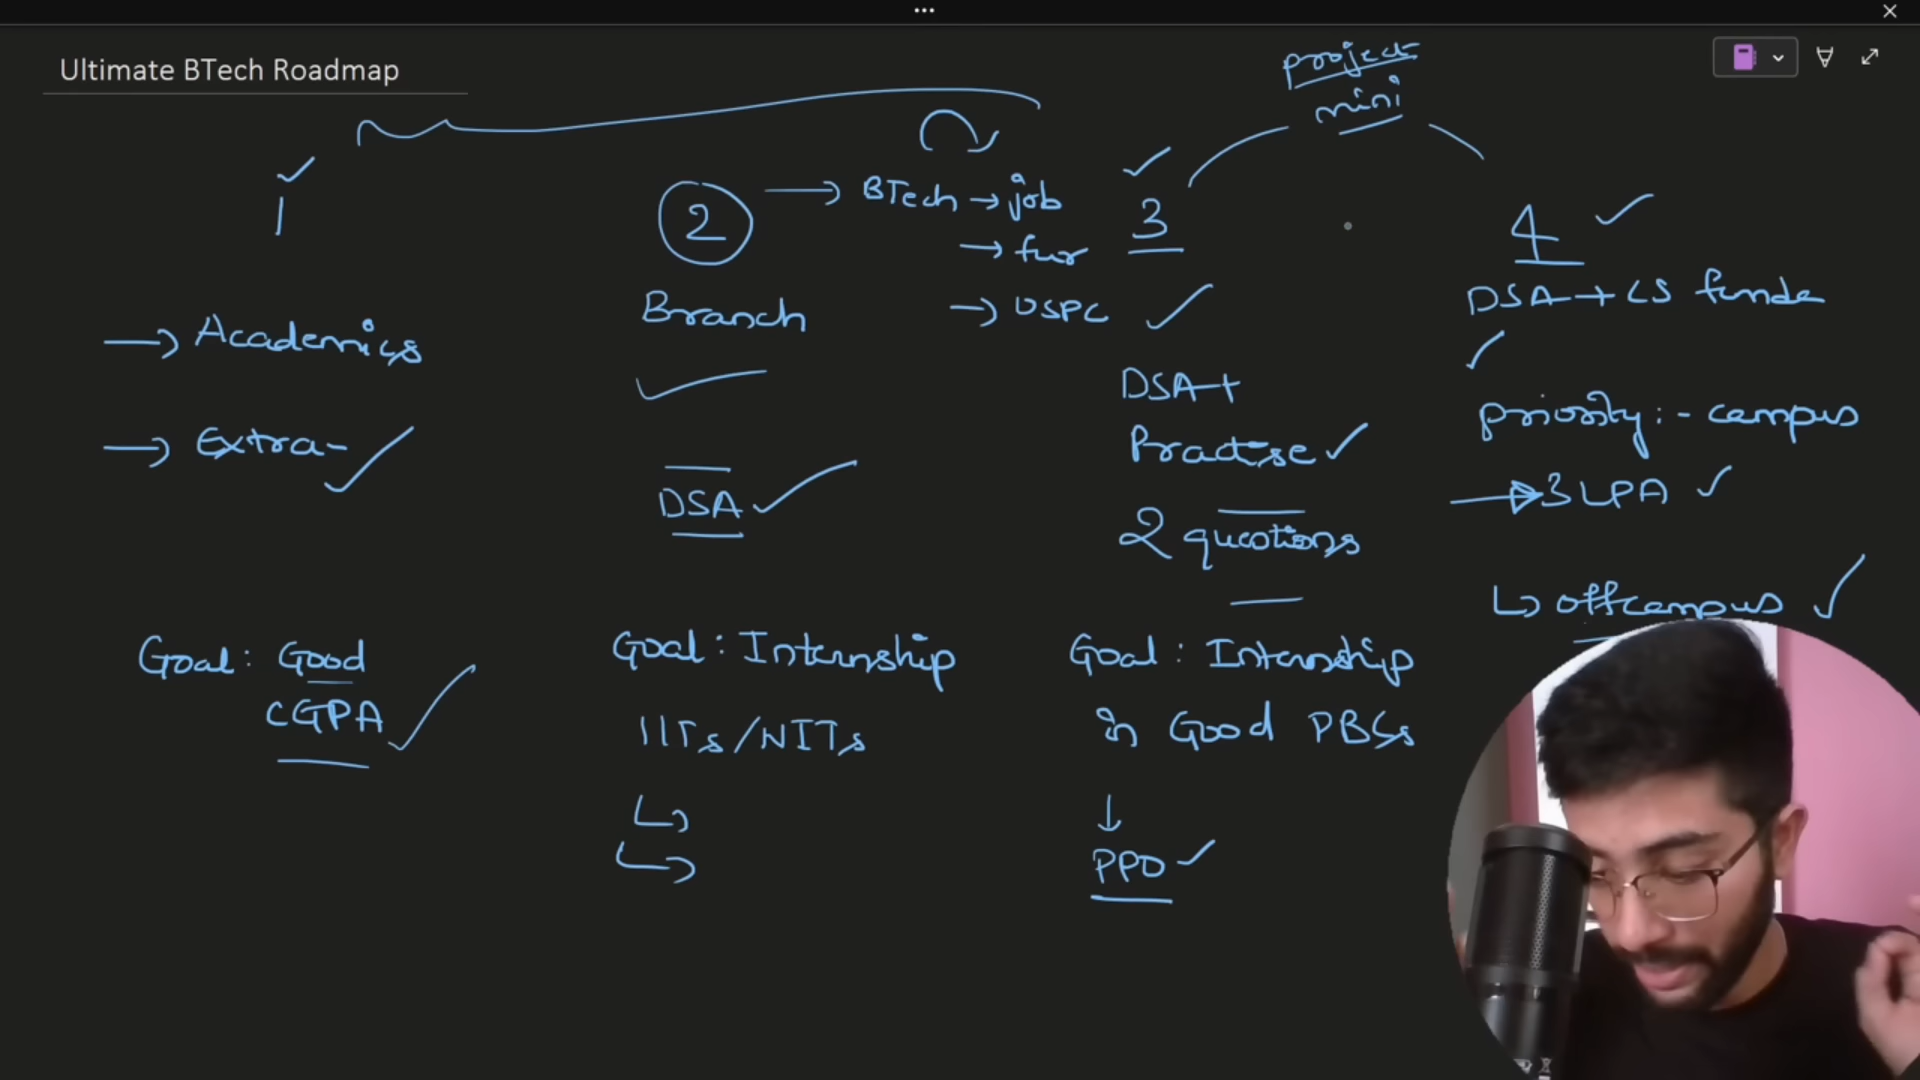 Ultimate BTech Roadmap
project
mini
1
→ Academics
→ Extra-
Goal: Good
CGPA
2 → BTech → job
→ fur
→ USPC
Branch
DSA
Goal: Internship
IITs/NITs
3
DSA+
Practise
2 questions
Goal: Internship
in Good PBCs
↓
PPO
4
DSA + CS funda
priority:- campus
→ 3 LPA
↳ offcampus